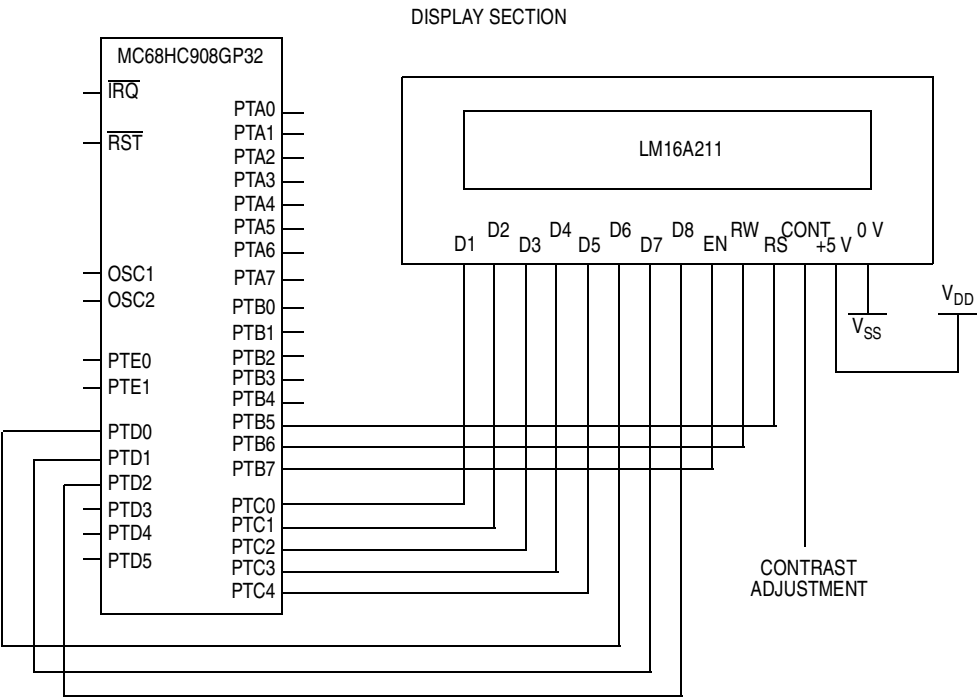 DISPLAY SECTION
MC68HC908GP32
IRQ
RST
OSC1
OSC2
PTE0
PTE1
PTD0
PTD1
PTD2
PTD3
PTD4
PTD5
PTA0
PTA1
PTA2
PTA3
PTA4
PTA5
PTA6
PTA7
PTB0
PTB1
PTB2
PTB3
PTB4
PTB5
PTB6
PTB7
PTC0
PTC1
PTC2
PTC3
PTC4
LM16A211
D1
D2
D3
D4
D5
D6
D7
D8
EN
RW
RS
CONT
+5 V
0 V
VSS
VDD
CONTRAST
ADJUSTMENT